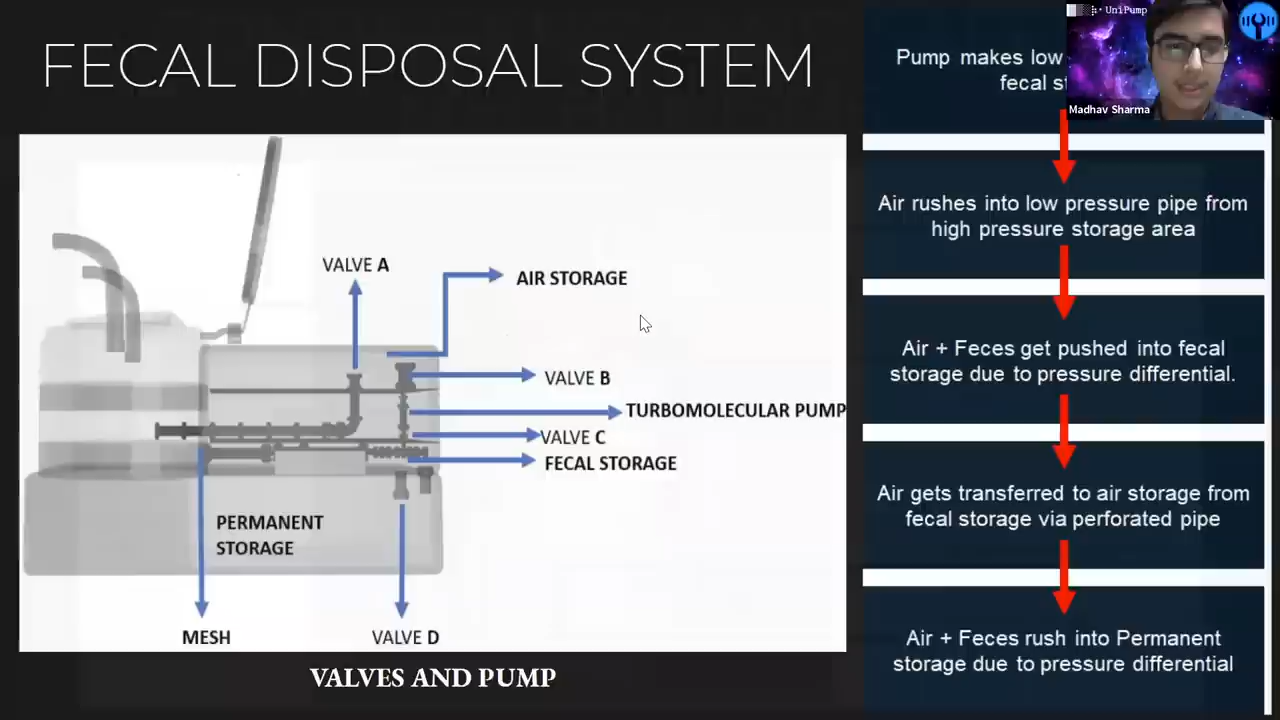 FECAL DISPOSAL SYSTEM
VALVE A
AIR STORAGE
VALVE B
TURBOMOLECULAR PUMP
VALVE C
FECAL STORAGE
PERMANENT
STORAGE
MESH
VALVE D
VALVES AND PUMP
Pump makes low
fecal
UniPump
Madhav Sharma
Air rushes into low pressure pipe from
high pressure storage area
Air + Feces get pushed into fecal
storage due to pressure differential.
Air gets transferred to air storage from
fecal storage via perforated pipe
Air + Feces rush into Permanent
storage due to pressure differential